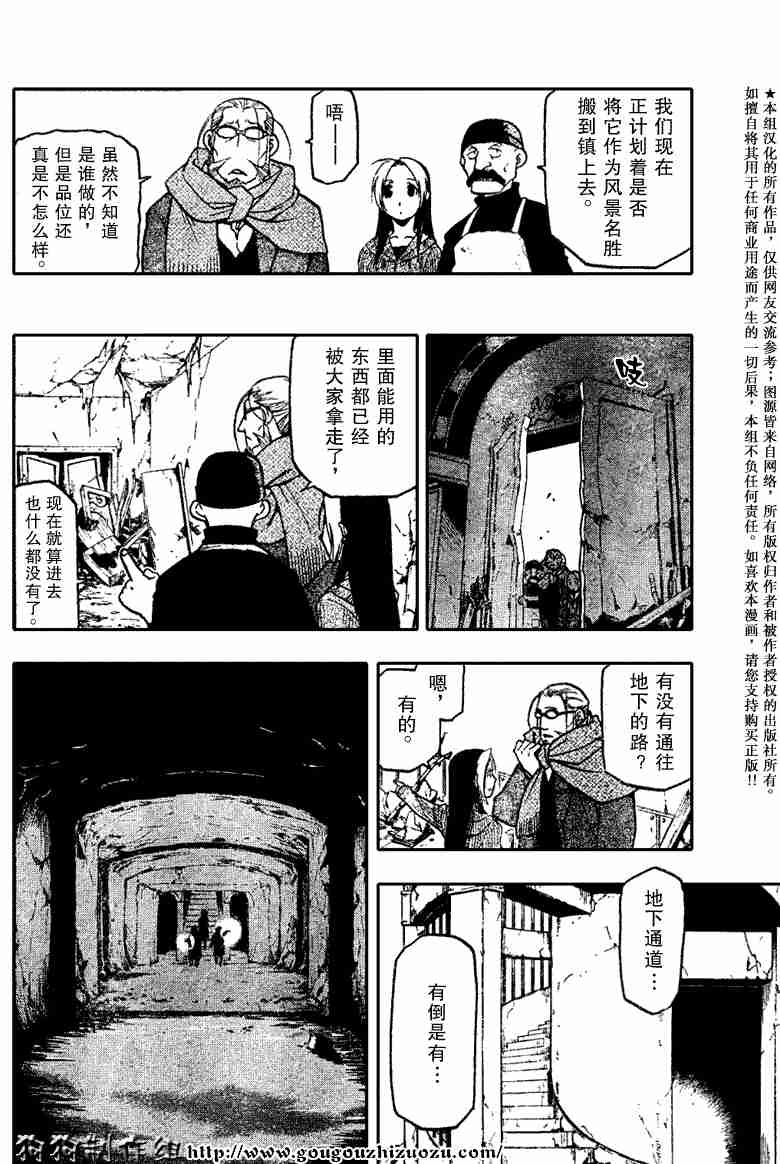 我们现在
正计划着是否
将它作为风景名胜
搬到镇上去。
唔——
虽然不知道
是谁做的，
但是品位还
真是不怎么样。
吱
里面能用的
东西都已经
被大家拿走了，
现在就算进去
也什么都没有了。
有没有通往
地下的路？
嗯，
有的。
地下通道…
有倒是有…
★本组汉化的所有作品，仅供网友交流参考；图源皆来自网络，所有版权归作者和被作者授权的出版社所有。
如擅自将其用于任何商业用途而产生的一切后果，本组不负任何责任。如喜欢本漫画，请您支持购买正版！！
狗狗制作组 http://www.gougouzhizuozu.com